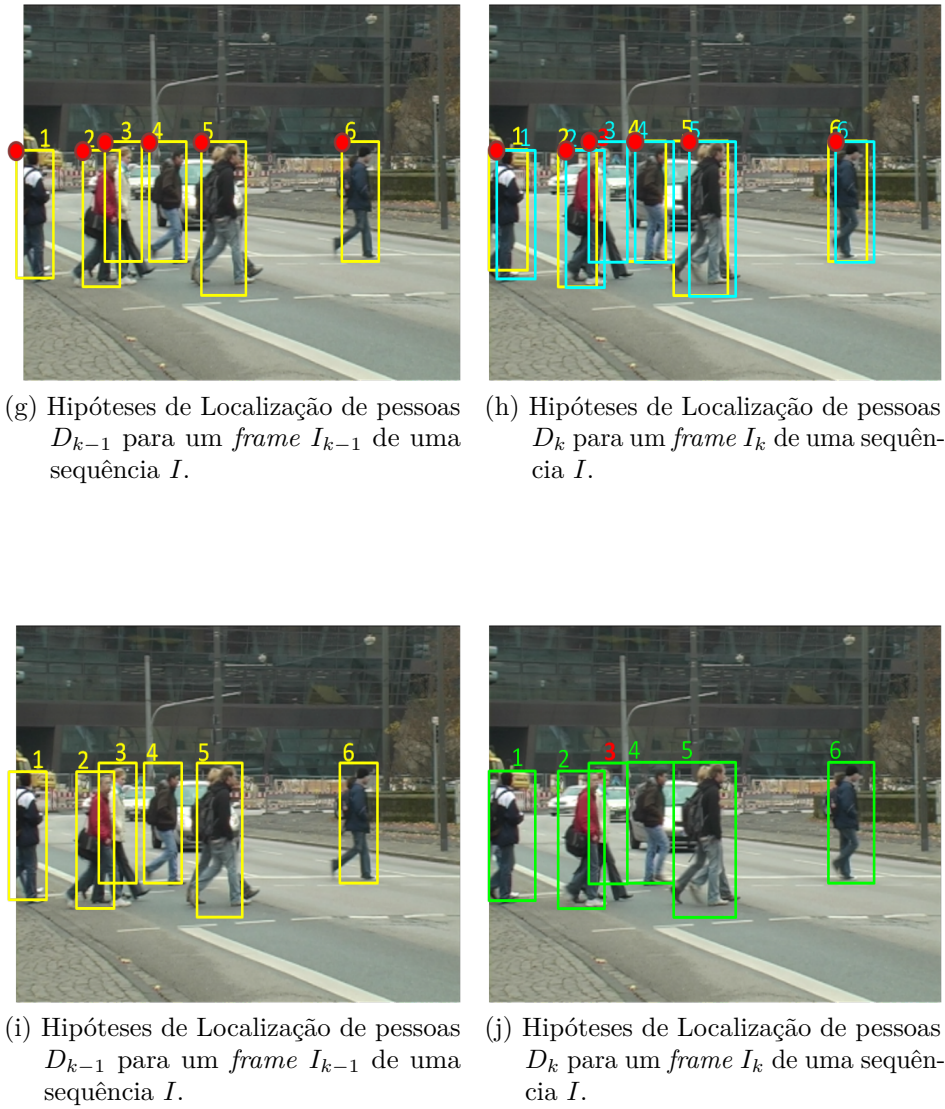 1 2 3 4 5 6
1 1 2 2 3 3 4 4 5 5 6 6
(g) Hipóteses de Localização de pessoas
D_{k−1} para um frame I_{k−1} de uma
sequência I.
(h) Hipóteses de Localização de pessoas
D_k para um frame I_k de uma sequên-
cia I.
1 2 3 4 5 6
1 2 3 4 5 6
(i) Hipóteses de Localização de pessoas
D_{k−1} para um frame I_{k−1} de uma
sequência I.
(j) Hipóteses de Localização de pessoas
D_k para um frame I_k de uma sequên-
cia I.